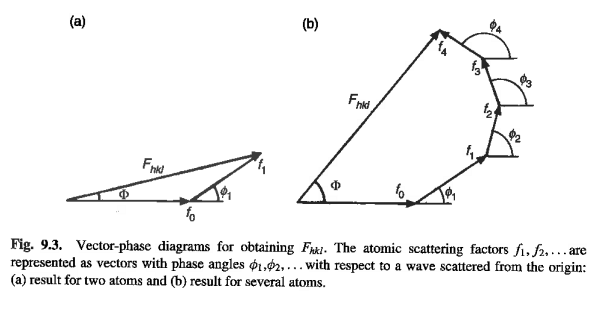 (a)
(b)
ϕ4
f4
f3
ϕ3
Fhkl
f2
ϕ2
Fhkl
f1
f1
Φ
Φ
ϕ1
f0
ϕ1
f0
Fig. 9.3. Vector-phase diagrams for obtaining Fhkl. The atomic scattering factors f1, f2, ... are
represented as vectors with phase angles ϕ1,ϕ2, ... with respect to a wave scattered from the origin:
(a) result for two atoms and (b) result for several atoms.